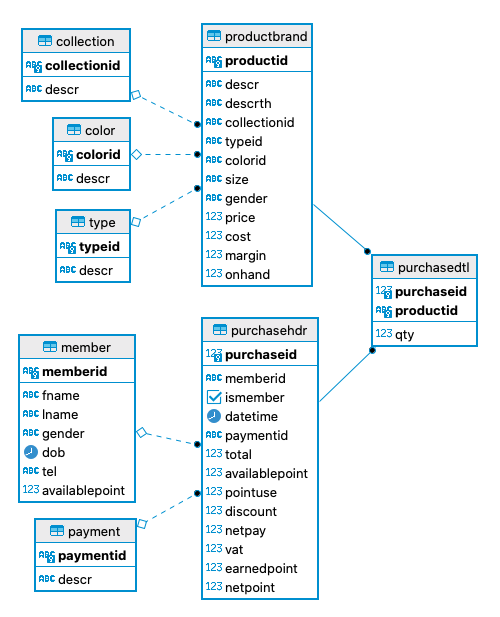 collection
collectionid
descr
color
colorid
descr
type
typeid
descr
productbrand
productid
descr
descrth
collectionid
typeid
colorid
size
gender
price
cost
margin
onhand
purchasedtl
purchaseid
productid
qty
member
memberid
fname
lname
gender
dob
tel
availablepoint
payment
paymentid
descr
purchasehdr
purchaseid
memberid
ismember
datetime
paymentid
total
availablepoint
pointuse
discount
netpay
vat
earnedpoint
netpoint